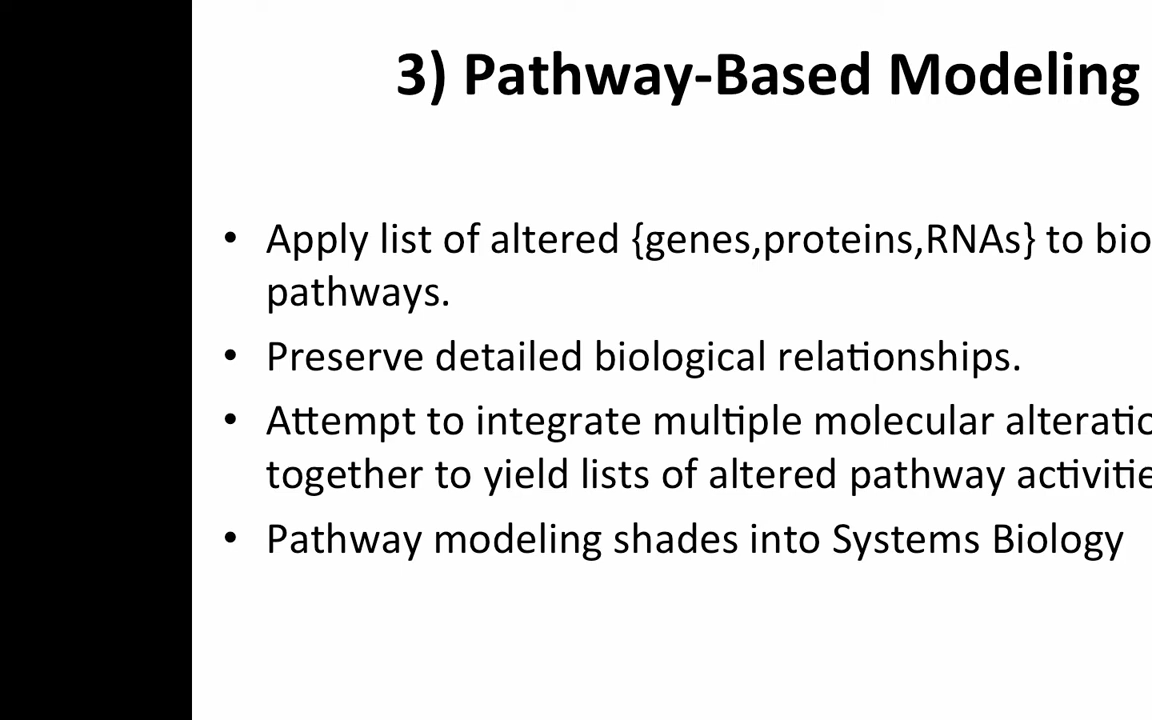 3) Pathway-Based Modeling
• Apply list of altered {genes,proteins,RNAs} to bio
pathways.
• Preserve detailed biological relationships.
• Attempt to integrate multiple molecular alteratio
together to yield lists of altered pathway activitie
• Pathway modeling shades into Systems Biology